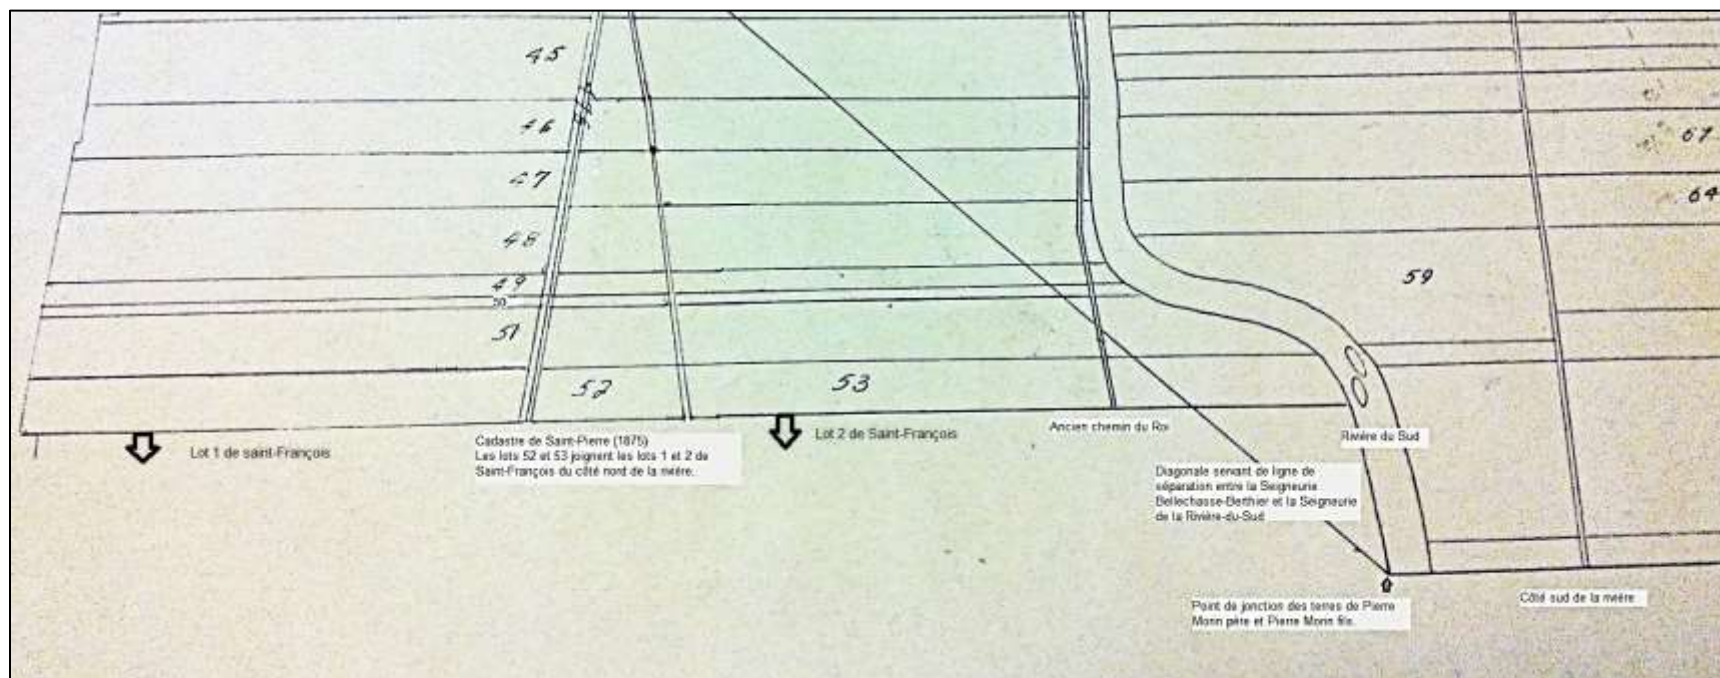 45
46
47
48
49
50
51
52
53
59
67
64
Lot 1 de saint-François
Cadastre de Saint-Pierre (1875)
Les lots 52 et 53 joignent les lots 1 et 2 de
Saint-François du côté nord de la rivière.
Lot 2 de Saint-François
Ancien chemin du Roi
Rivière du Sud
Diagonale servant de ligne de
séparation entre la Seigneurie
Bellechasse-Berthier et la Seigneurie
de la Rivière-du-Sud
Point de jonction des terres de Pierre
Morin père et Pierre Morin fils.
Côté sud de la rivière